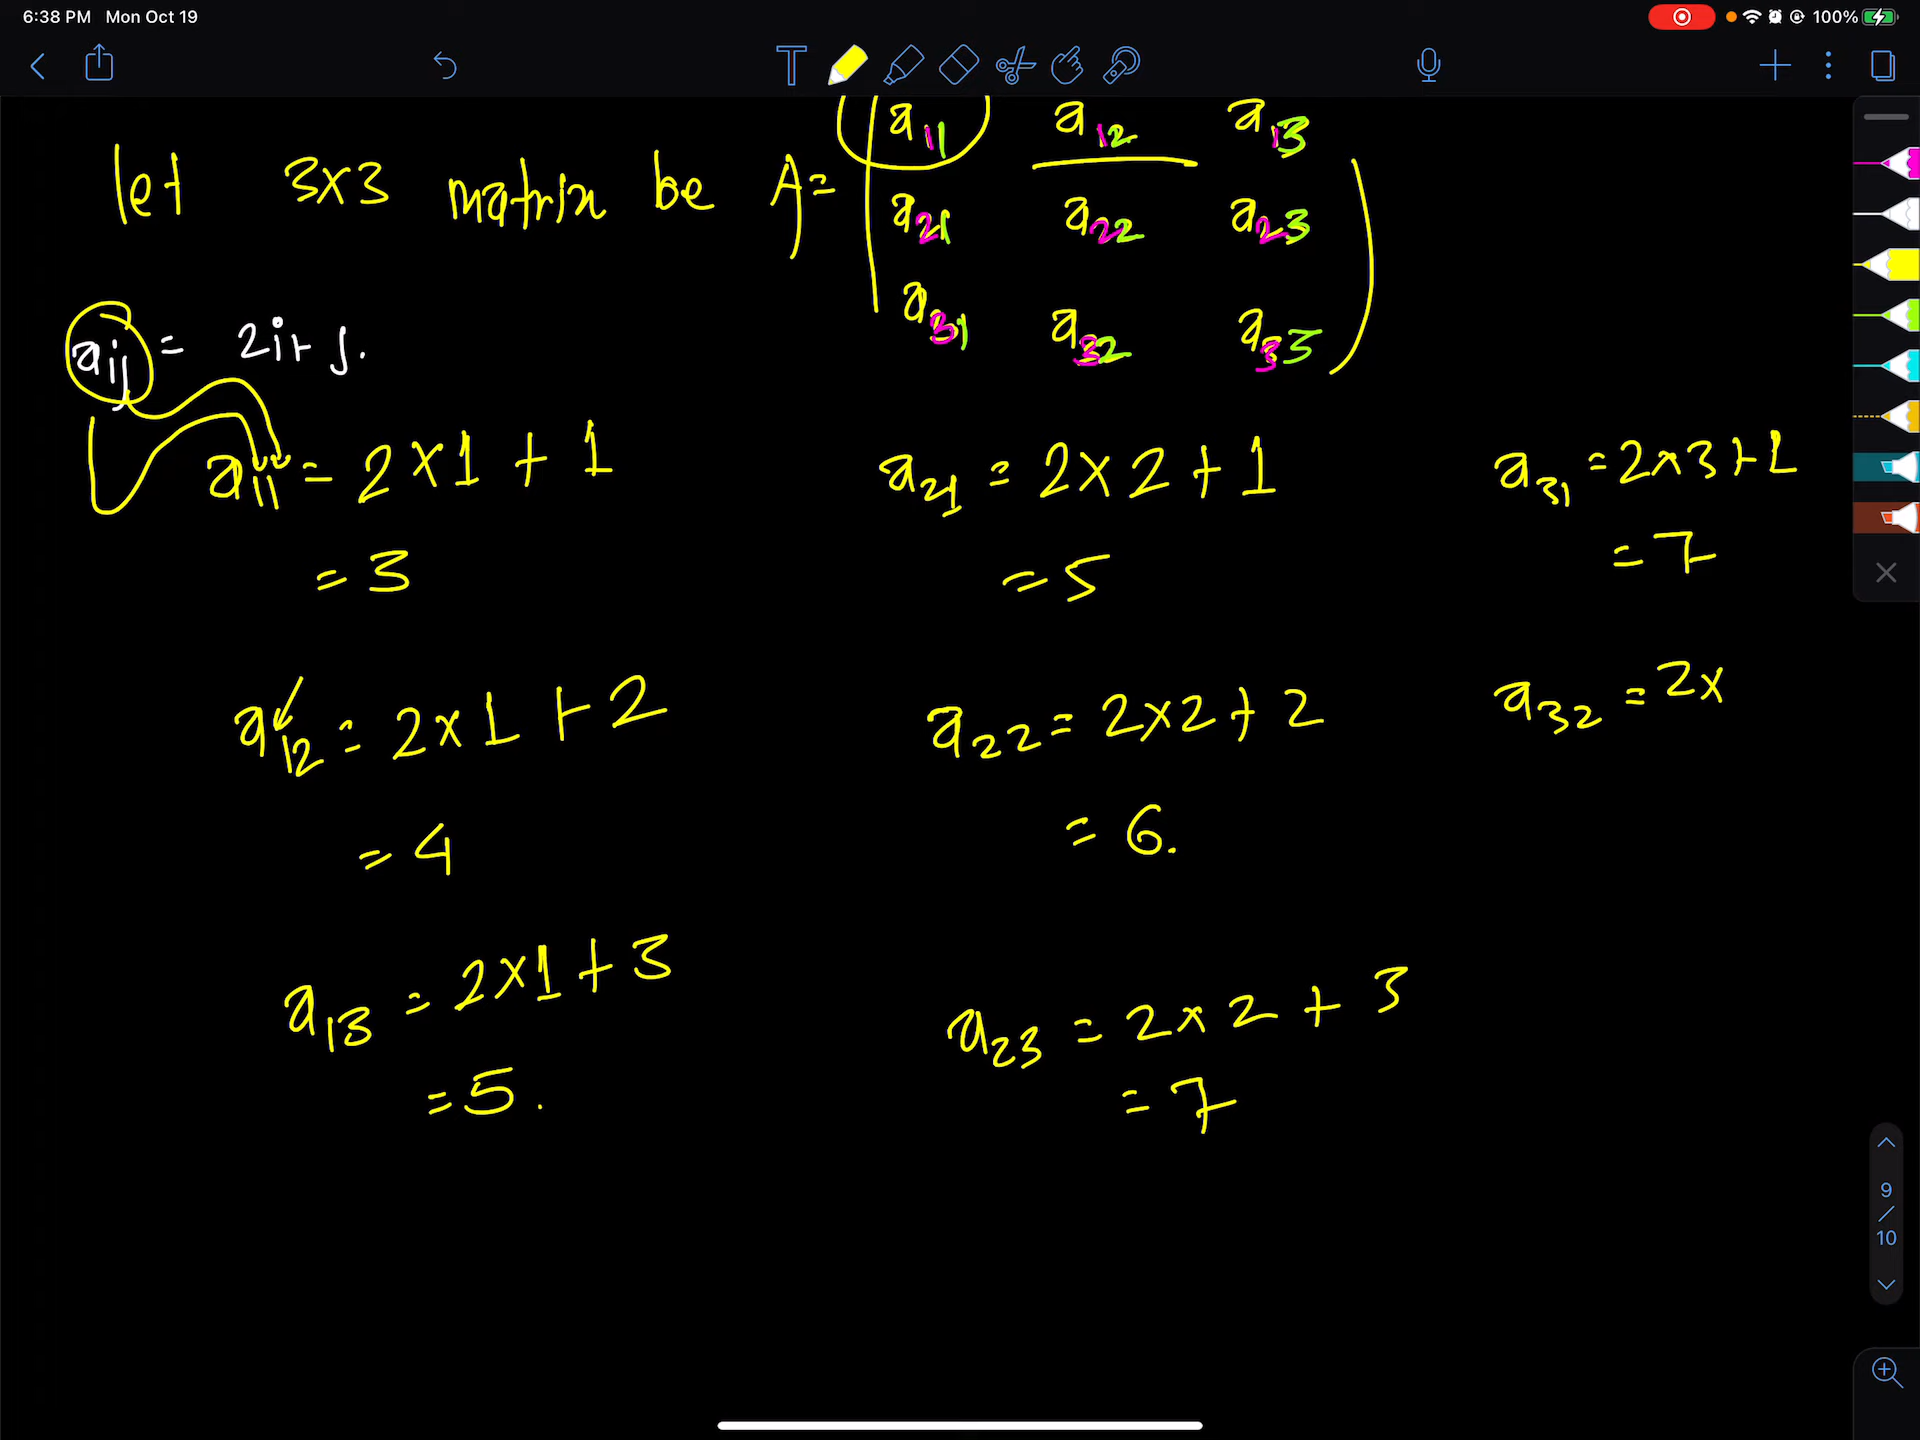 6:38 PM Mon Oct 19
100%
T
a11 a12 a13
let 3x3 matrix be A=
a21 a22 a23
a31 a32 a33
aij = 2i+j.
a11 = 2x1+1
= 3
a12 = 2x1+2
= 4
a13 = 2x1+3
= 5.
a21 = 2x2+1
= 5
a22 = 2x2+2
= 6.
a23 = 2x2+3
= 7
a31 = 2x3+1
= 7
a32 = 2x
9
/
10